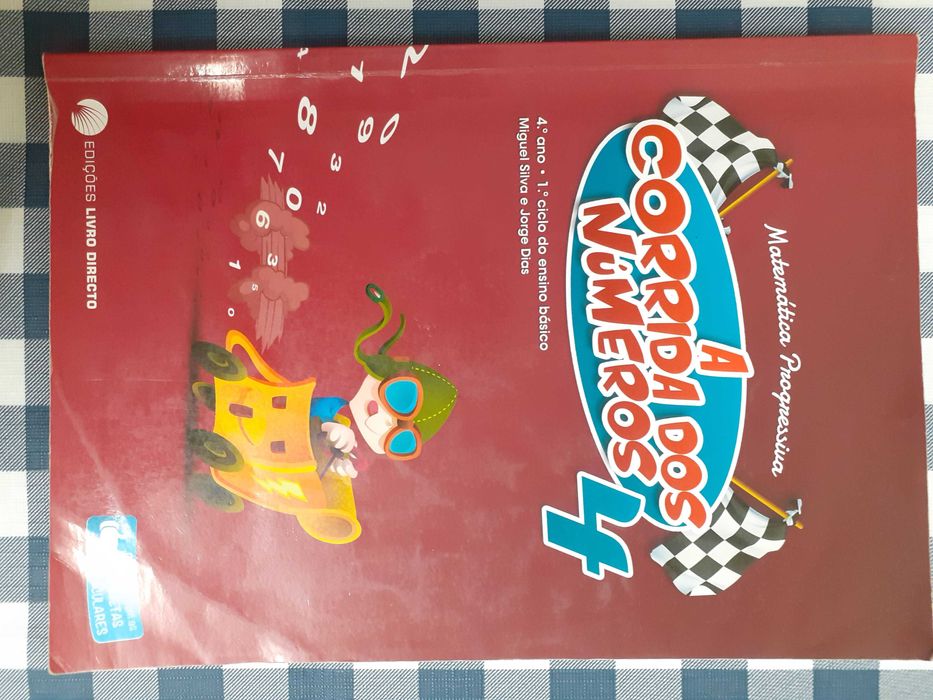 Matemática Progressiva
A
CORRIDA DOS
NÚMEROS 4
4.º ano • 1.º ciclo do ensino básico
Miguel Silva e Jorge Dias
EDIÇÕES LIVRO DIRECTO